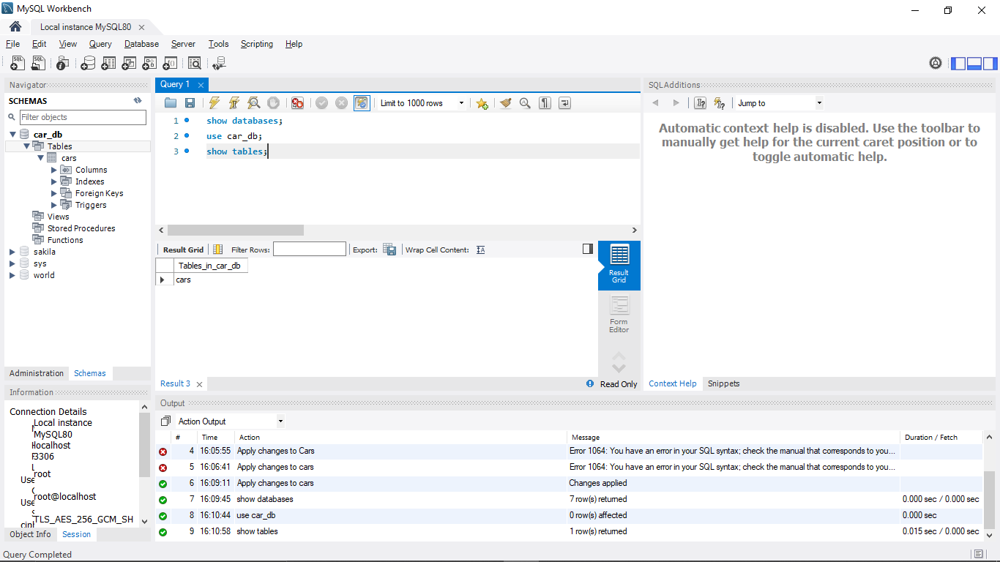 MySQL Workbench
Local instance MySQL80
File Edit View Query Database Server Tools Scripting Help
Navigator
SCHEMAS
Filter objects
car_db
Tables
cars
Columns
Indexes
Foreign Keys
Triggers
Views
Stored Procedures
Functions
sakila
sys
world
Administration Schemas
Information
Connection Details
Local instance
MySQL80
localhost
3306
root
Use
root@localhost
Use
TLS_AES_256_GCM_SH
Object Info Session
Query Completed
Query 1
Limit to 1000 rows
1 show databases;
2 use car_db;
3 show tables;
Result Grid Filter Rows: Export: Wrap Cell Content:
Tables_in_car_db
cars
Result
Grid
Form
Editor
Result 3 Read Only
SQLAdditions
Jump to
Automatic context help is disabled. Use the toolbar to
manually get help for the current caret position or to
toggle automatic help.
Context Help Snippets
Output
Action Output
# Time Action Message Duration / Fetch
4 16:05:55 Apply changes to Cars Error 1064: You have an error in your SQL syntax; check the manual that corresponds to you...
5 16:06:41 Apply changes to cars Error 1064: You have an error in your SQL syntax; check the manual that corresponds to you...
6 16:09:11 Apply changes to cars Changes applied
7 16:09:45 show databases 7 row(s) returned 0.000 sec / 0.000 sec
8 16:10:44 use car_db 0 row(s) affected 0.000 sec
9 16:10:58 show tables 1 row(s) returned 0.015 sec / 0.000 sec